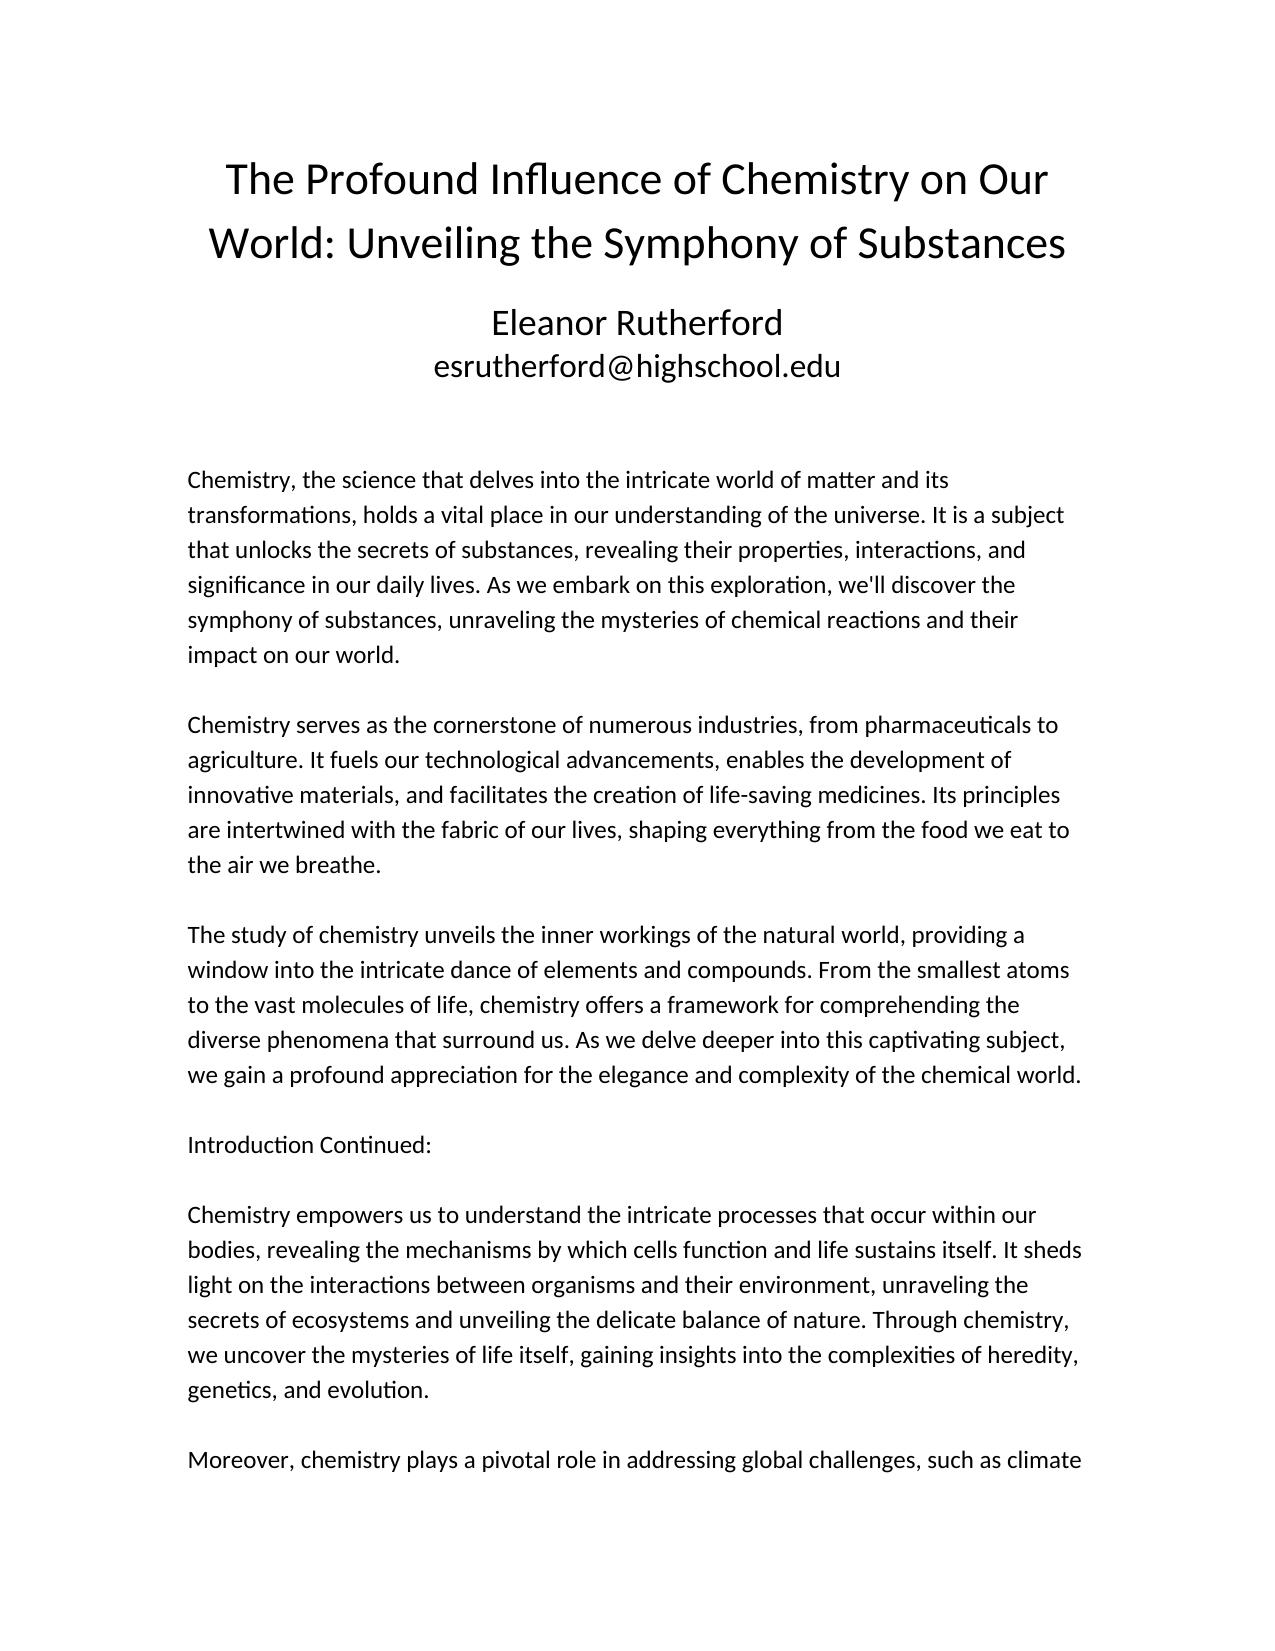 The Profound Influence of Chemistry on Our
World: Unveiling the Symphony of Substances
Eleanor Rutherford
esrutherford@highschool.edu
Chemistry, the science that delves into the intricate world of matter and its
transformations, holds a vital place in our understanding of the universe. It is a subject
that unlocks the secrets of substances, revealing their properties, interactions, and
significance in our daily lives. As we embark on this exploration, we'll discover the
symphony of substances, unraveling the mysteries of chemical reactions and their
impact on our world.
Chemistry serves as the cornerstone of numerous industries, from pharmaceuticals to
agriculture. It fuels our technological advancements, enables the development of
innovative materials, and facilitates the creation of life-saving medicines. Its principles
are intertwined with the fabric of our lives, shaping everything from the food we eat to
the air we breathe.
The study of chemistry unveils the inner workings of the natural world, providing a
window into the intricate dance of elements and compounds. From the smallest atoms
to the vast molecules of life, chemistry offers a framework for comprehending the
diverse phenomena that surround us. As we delve deeper into this captivating subject,
we gain a profound appreciation for the elegance and complexity of the chemical world.
Introduction Continued:
Chemistry empowers us to understand the intricate processes that occur within our
bodies, revealing the mechanisms by which cells function and life sustains itself. It sheds
light on the interactions between organisms and their environment, unraveling the
secrets of ecosystems and unveiling the delicate balance of nature. Through chemistry,
we uncover the mysteries of life itself, gaining insights into the complexities of heredity,
genetics, and evolution.
Moreover, chemistry plays a pivotal role in addressing global challenges, such as climate